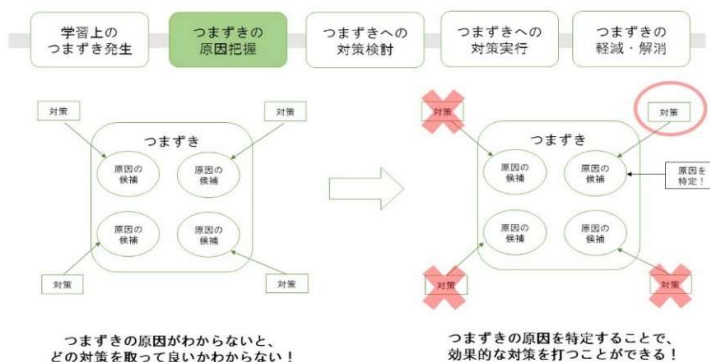 学習上の
つまずき発生
つまずきの
原因把握
つまずきへの
対策検討
つまずきへの
対策実行
つまずきの
軽減・解消
対策
対策
つまずき
原因の
候補
原因の
候補
原因の
候補
原因の
候補
対策
対策
つまずきの原因がわからないと、
どの対策を取って良いかわからない！
対策
対策
つまずき
原因の
候補
原因の
候補
原因を
特定！
原因の
候補
原因の
候補
対策
対策
つまずきの原因を特定することで、
効果的な対策を打つことができる！